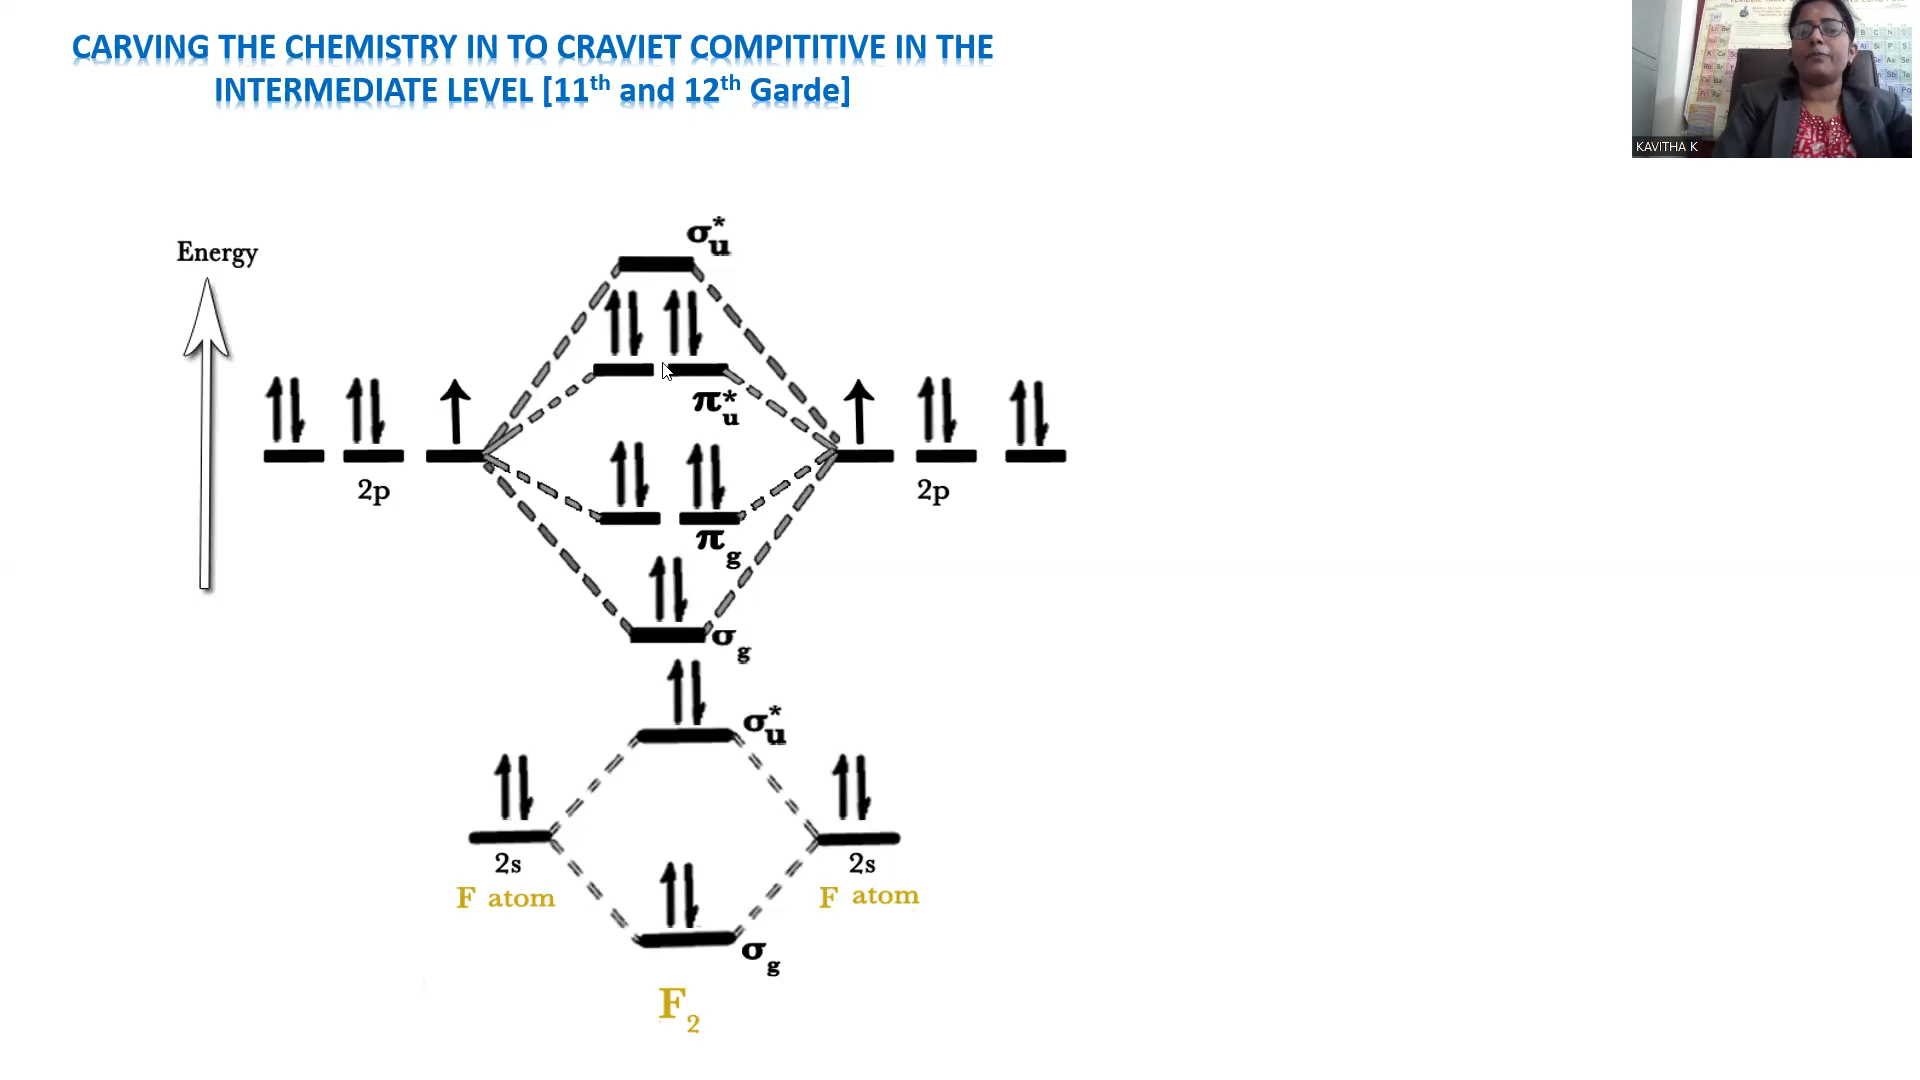 CARVING THE CHEMISTRY IN TO CRAVIET COMPITITIVE IN THE
INTERMEDIATE LEVEL [11th and 12th Garde]
KAVITHA K
Energy
σ*u
π*u
2p
2p
πg
σg
σ*u
2s
2s
F atom
F atom
σg
F2